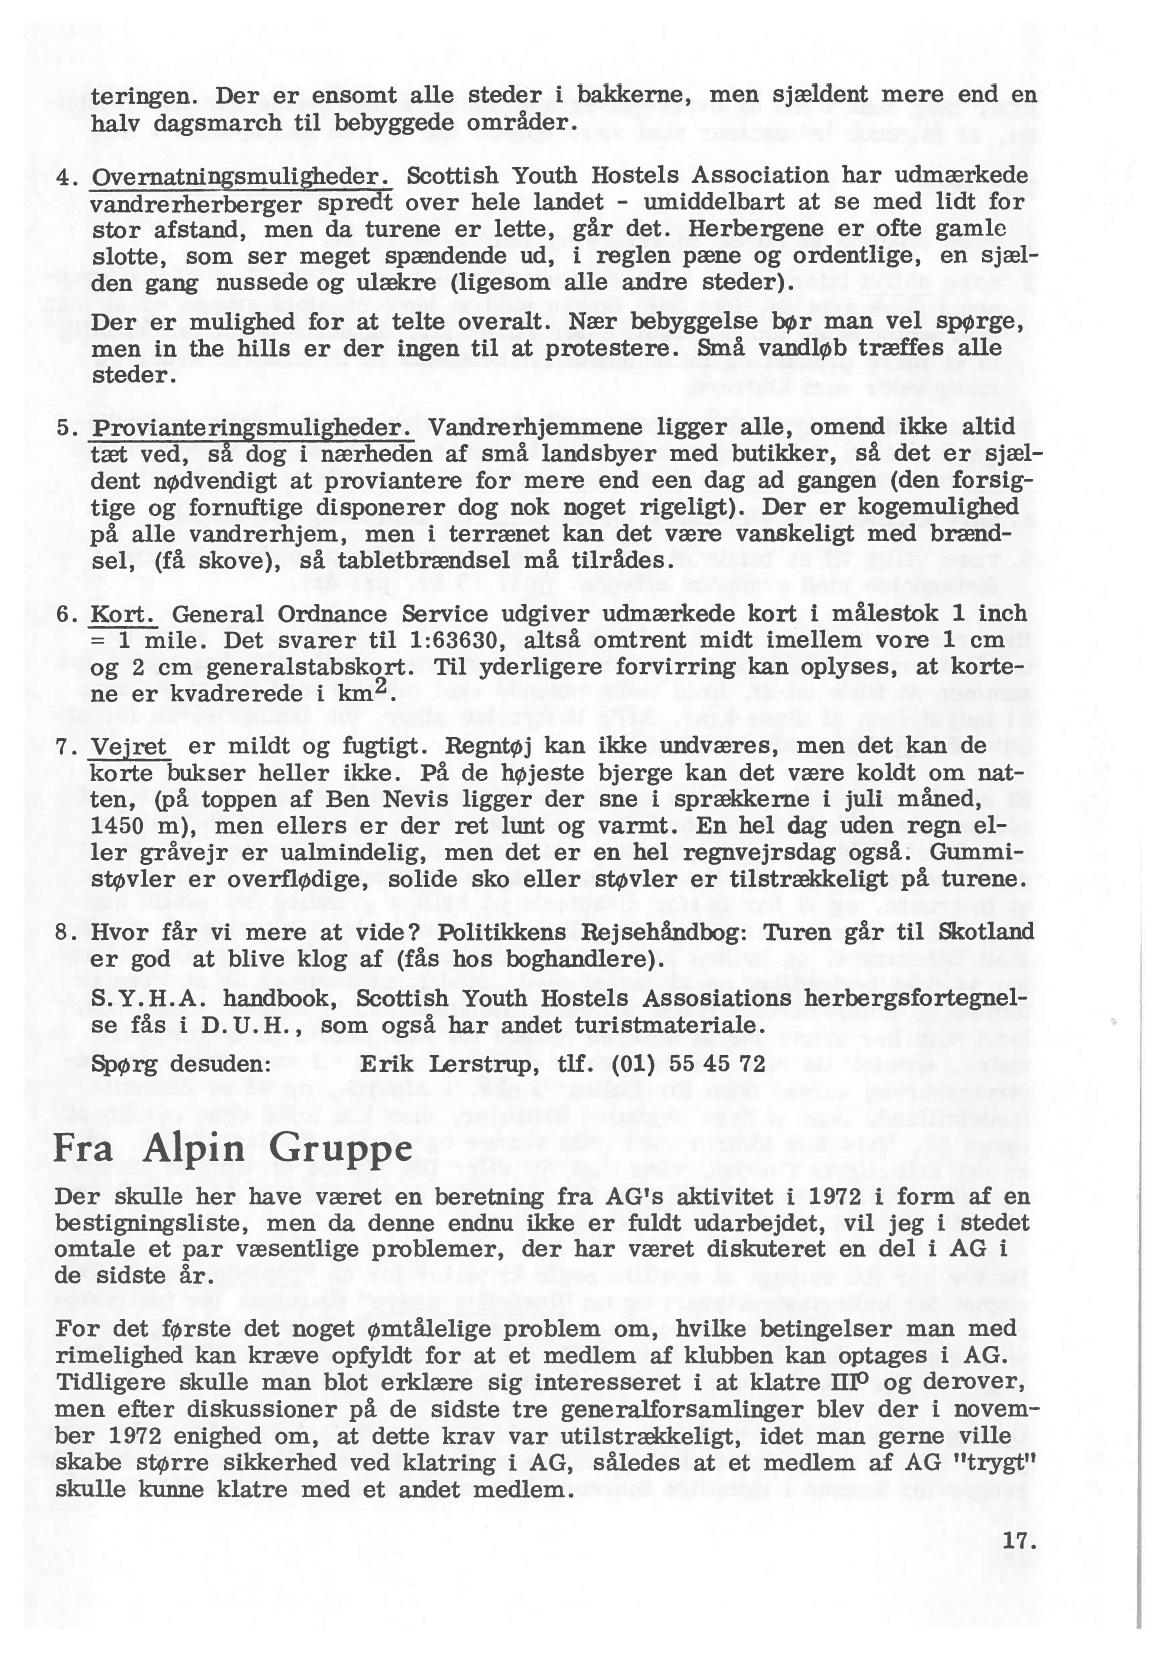 teringen. Der er ensomt alle steder i bakkerne, men sjældent mere end en
halv dagsmarch til bebyggede områder.
4. Overnatningsmuligheder. Scottish Youth Hostels Association har udmærkede
vandrerherberger spredt over hele landet - umiddelbart at se med lidt for
stor afstand, men da turene er lette, går det. Herbergene er ofte gamle
slotte, som ser meget spændende ud, i reglen pæne og ordentlige, en sjæl-
den gang nussede og ulækre (ligesom alle andre steder).
Der er mulighed for at telte overalt. Nær bebyggelse bør man vel spørge,
men in the hills er der ingen til at protestere. Små vandløb træffes alle
steder.
5. Provianteringsmuligheder. Vandrerhjemmene ligger alle, omend ikke altid
tæt ved, så dog i nærheden af små landsbyer med butikker, så det er sjæl-
dent nødvendigt at proviantere for mere end een dag ad gangen (den forsig-
tige og fornuftige disponerer dog nok noget rigeligt). Der er kogemulighed
på alle vandrerhjem, men i terrænet kan det være vanskeligt med brænd-
sel, (få skove), så tabletbrændsel må tilrådes.
6. Kort. General Ordnance Service udgiver udmærkede kort i målestok 1 inch
= 1 mile. Det svarer til 1:63630, altså omtrent midt imellem vore 1 cm
og 2 cm generalstabskort. Til yderligere forvirring kan oplyses, at korte-
ne er kvadrerede i km².
7. Vejret er mildt og fugtigt. Regntøj kan ikke undværes, men det kan de
korte bukser heller ikke. På de højeste bjerge kan det være koldt om nat-
ten, (på toppen af Ben Nevis ligger der sne i sprækkerne i juli måned,
1450 m), men ellers er der ret lunt og varmt. En hel dag uden regn el-
ler gråvejr er ualmindelig, men det er en hel regnvejrsdag også. Gummi-
støvler er overflødige, solide sko eller støvler er tilstrækkeligt på turene.
8. Hvor får vi mere at vide? Politikkens Rejsehåndbog: Turen går til Skotland
er god at blive klog af (fås hos boghandlere).
S.Y.H.A. handbook, Scottish Youth Hostels Assosiations herbergsfortegnel-
se fås i D.U.H., som også har andet turistmateriale.
Spørg desuden: Erik Lerstrup, tlf. (01) 55 45 72
Fra Alpin Gruppe
Der skulle her have været en beretning fra AG's aktivitet i 1972 i form af en
bestigningsliste, men da denne endnu ikke er fuldt udarbejdet, vil jeg i stedet
omtale et par væsentlige problemer, der har været diskuteret en del i AG i
de sidste år.
For det første det noget ømtålelige problem om, hvilke betingelser man med
rimelighed kan kræve opfyldt for at et medlem af klubben kan optages i AG.
Tidligere skulle man blot erklære sig interesseret i at klatre III° og derover,
men efter diskussioner på de sidste tre generalforsamlinger blev der i novem-
ber 1972 enighed om, at dette krav var utilstrækkeligt, idet man gerne ville
skabe større sikkerhed ved klatring i AG, således at et medlem af AG "trygt"
skulle kunne klatre med et andet medlem.
17.